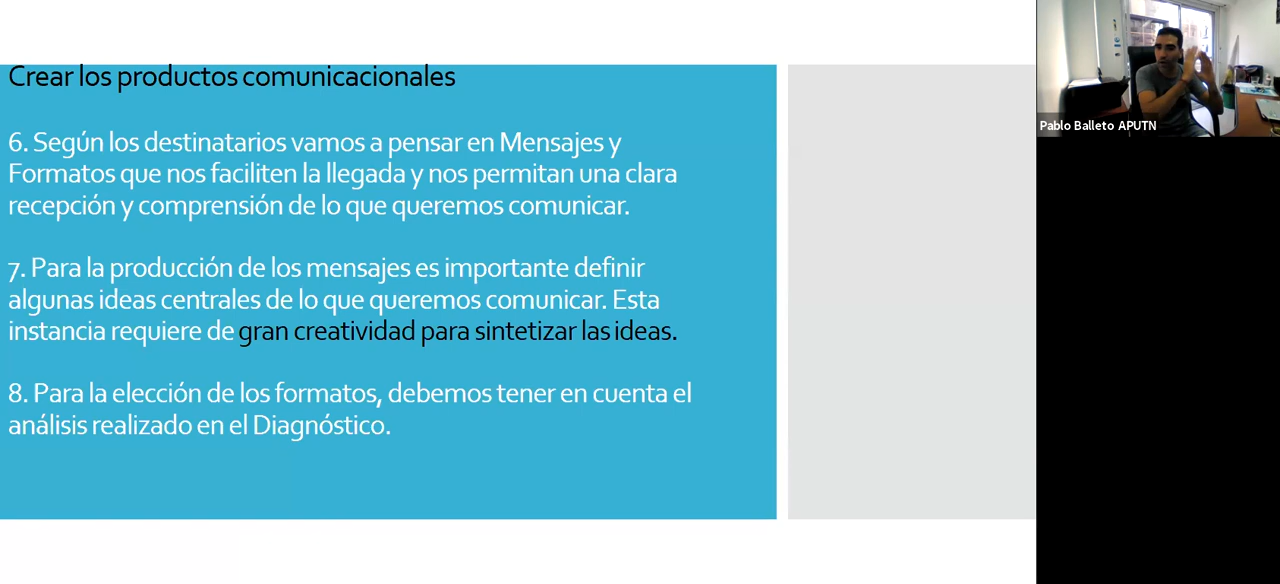 Crear los productos comunicacionales
6. Según los destinatarios vamos a pensar en Mensajes y
Formatos que nos faciliten la llegada y nos permitan una clara
recepción y comprensión de lo que queremos comunicar.
7. Para la producción de los mensajes es importante definir
algunas ideas centrales de lo que queremos comunicar. Esta
instancia requiere de gran creatividad para sintetizar las ideas.
8. Para la elección de los formatos, debemos tener en cuenta el
análisis realizado en el Diagnóstico.
Pablo Balleto APUTN